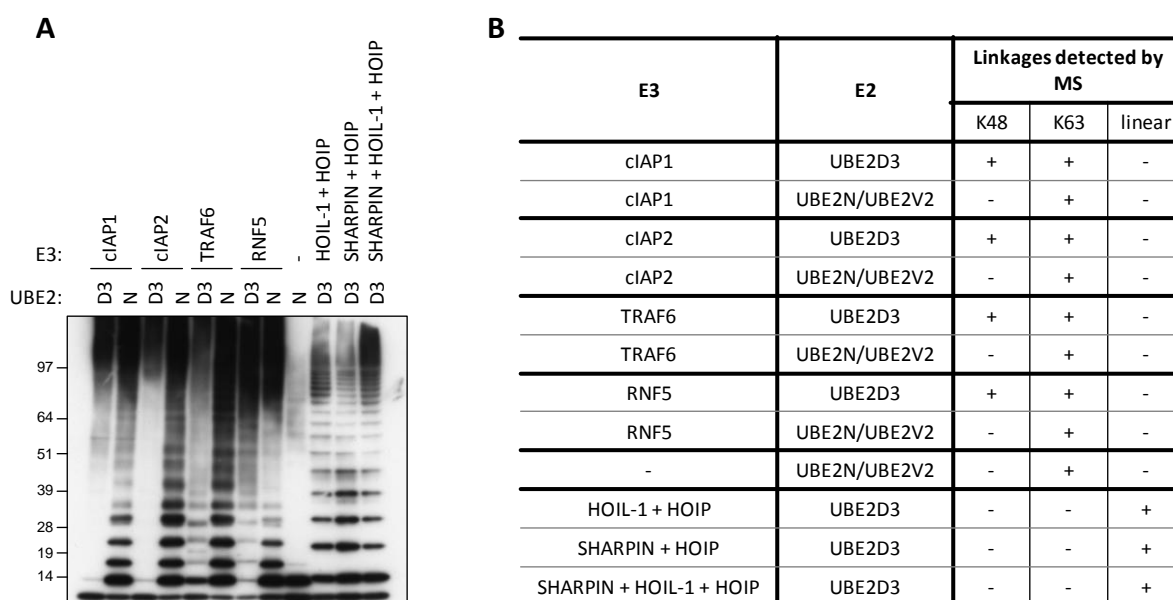 A
E3:
cIAP1
cIAP2
TRAF6
RNF5
-
HOIL-1 + HOIP
SHARPIN + HOIP
SHARPIN + HOIL-1 + HOIP
UBE2:
D3
N
D3
N
D3
N
D3
N
N
D3
D3
D3
97
64
51
39
28
19
14
B
E3 E2 Linkages detected by
MS
K48 K63 linear
cIAP1 UBE2D3 + + -
cIAP1 UBE2N/UBE2V2 - + -
cIAP2 UBE2D3 + + -
cIAP2 UBE2N/UBE2V2 - + -
TRAF6 UBE2D3 + + -
TRAF6 UBE2N/UBE2V2 - + -
RNF5 UBE2D3 + + -
RNF5 UBE2N/UBE2V2 - + -
- UBE2N/UBE2V2 - + -
HOIL-1 + HOIP UBE2D3 - - +
SHARPIN + HOIP UBE2D3 - - +
SHARPIN + HOIL-1 + HOIP UBE2D3 - - +